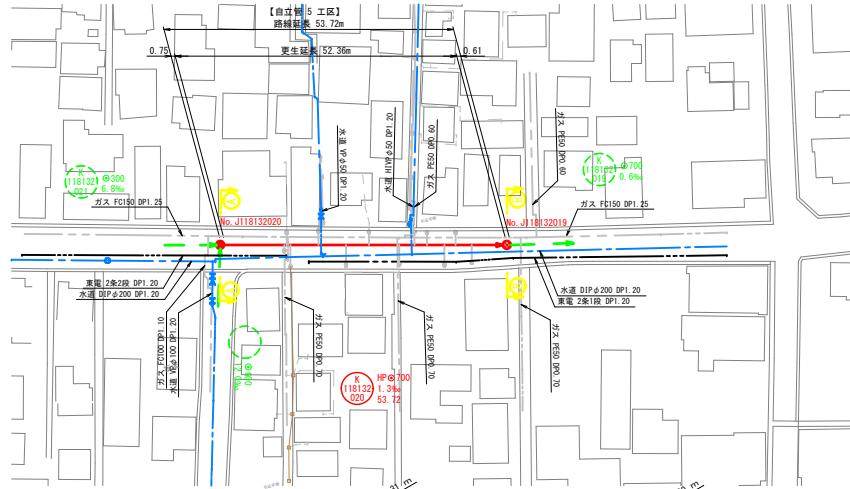 【自立管 5 工区】
路線延長 53.72m
0.75
更生延長 52.36m
0.61
水道 VPφ50 DP1.20
水道 HIVPφ50 DP1.20
ガス PE50 DP0.60
ガス PE50 DP0.60
K
118132
021
⊙300
6.8‰
K
118132
019
⊙700
0.6‰
ガス FC150 DP1.25
ガス FC150 DP1.25
No. J118132020
No. J118132019
東電 2条2段 DP1.20
水道 DIPφ200 DP1.20
水道 DIPφ200 DP1.20
東電 2条1段 DP1.20
ガス FC100 DP1.10
水道 VPφ100 DP1.20
ガス PE50 DP0.70
ガス PE50 DP0.70
ガス PE50 DP0.70
K
118132
020
HP⊙700
1.3‰
53.72